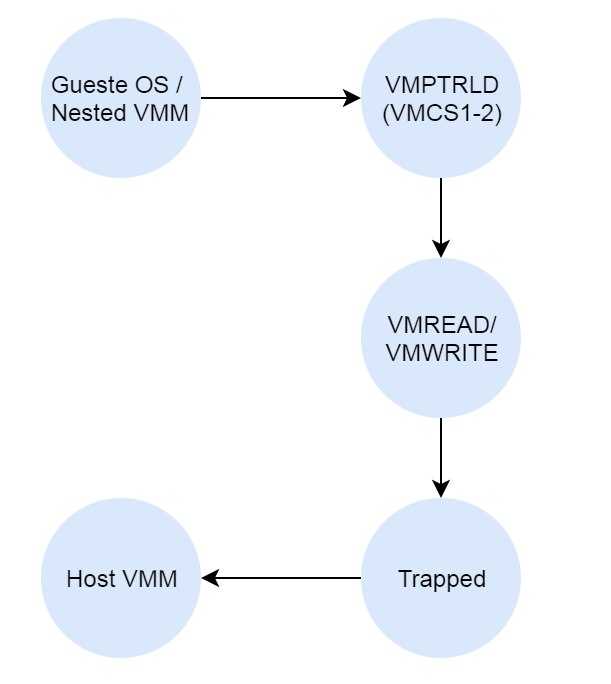 Gueste OS /
Nested VMM
VMPTRLD
(VMCS1-2)
VMREAD/
VMWRITE
Trapped
Host VMM